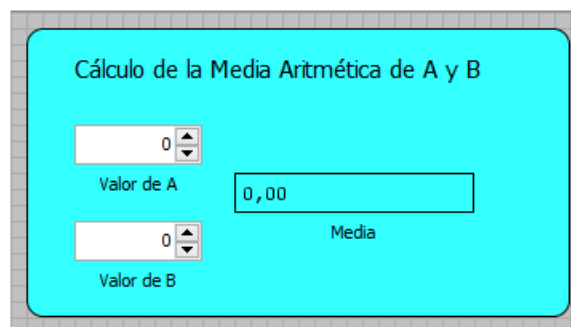 Cálculo de la Media Aritmética de A y B
0
Valor de A
0,00
Media
0
Valor de B